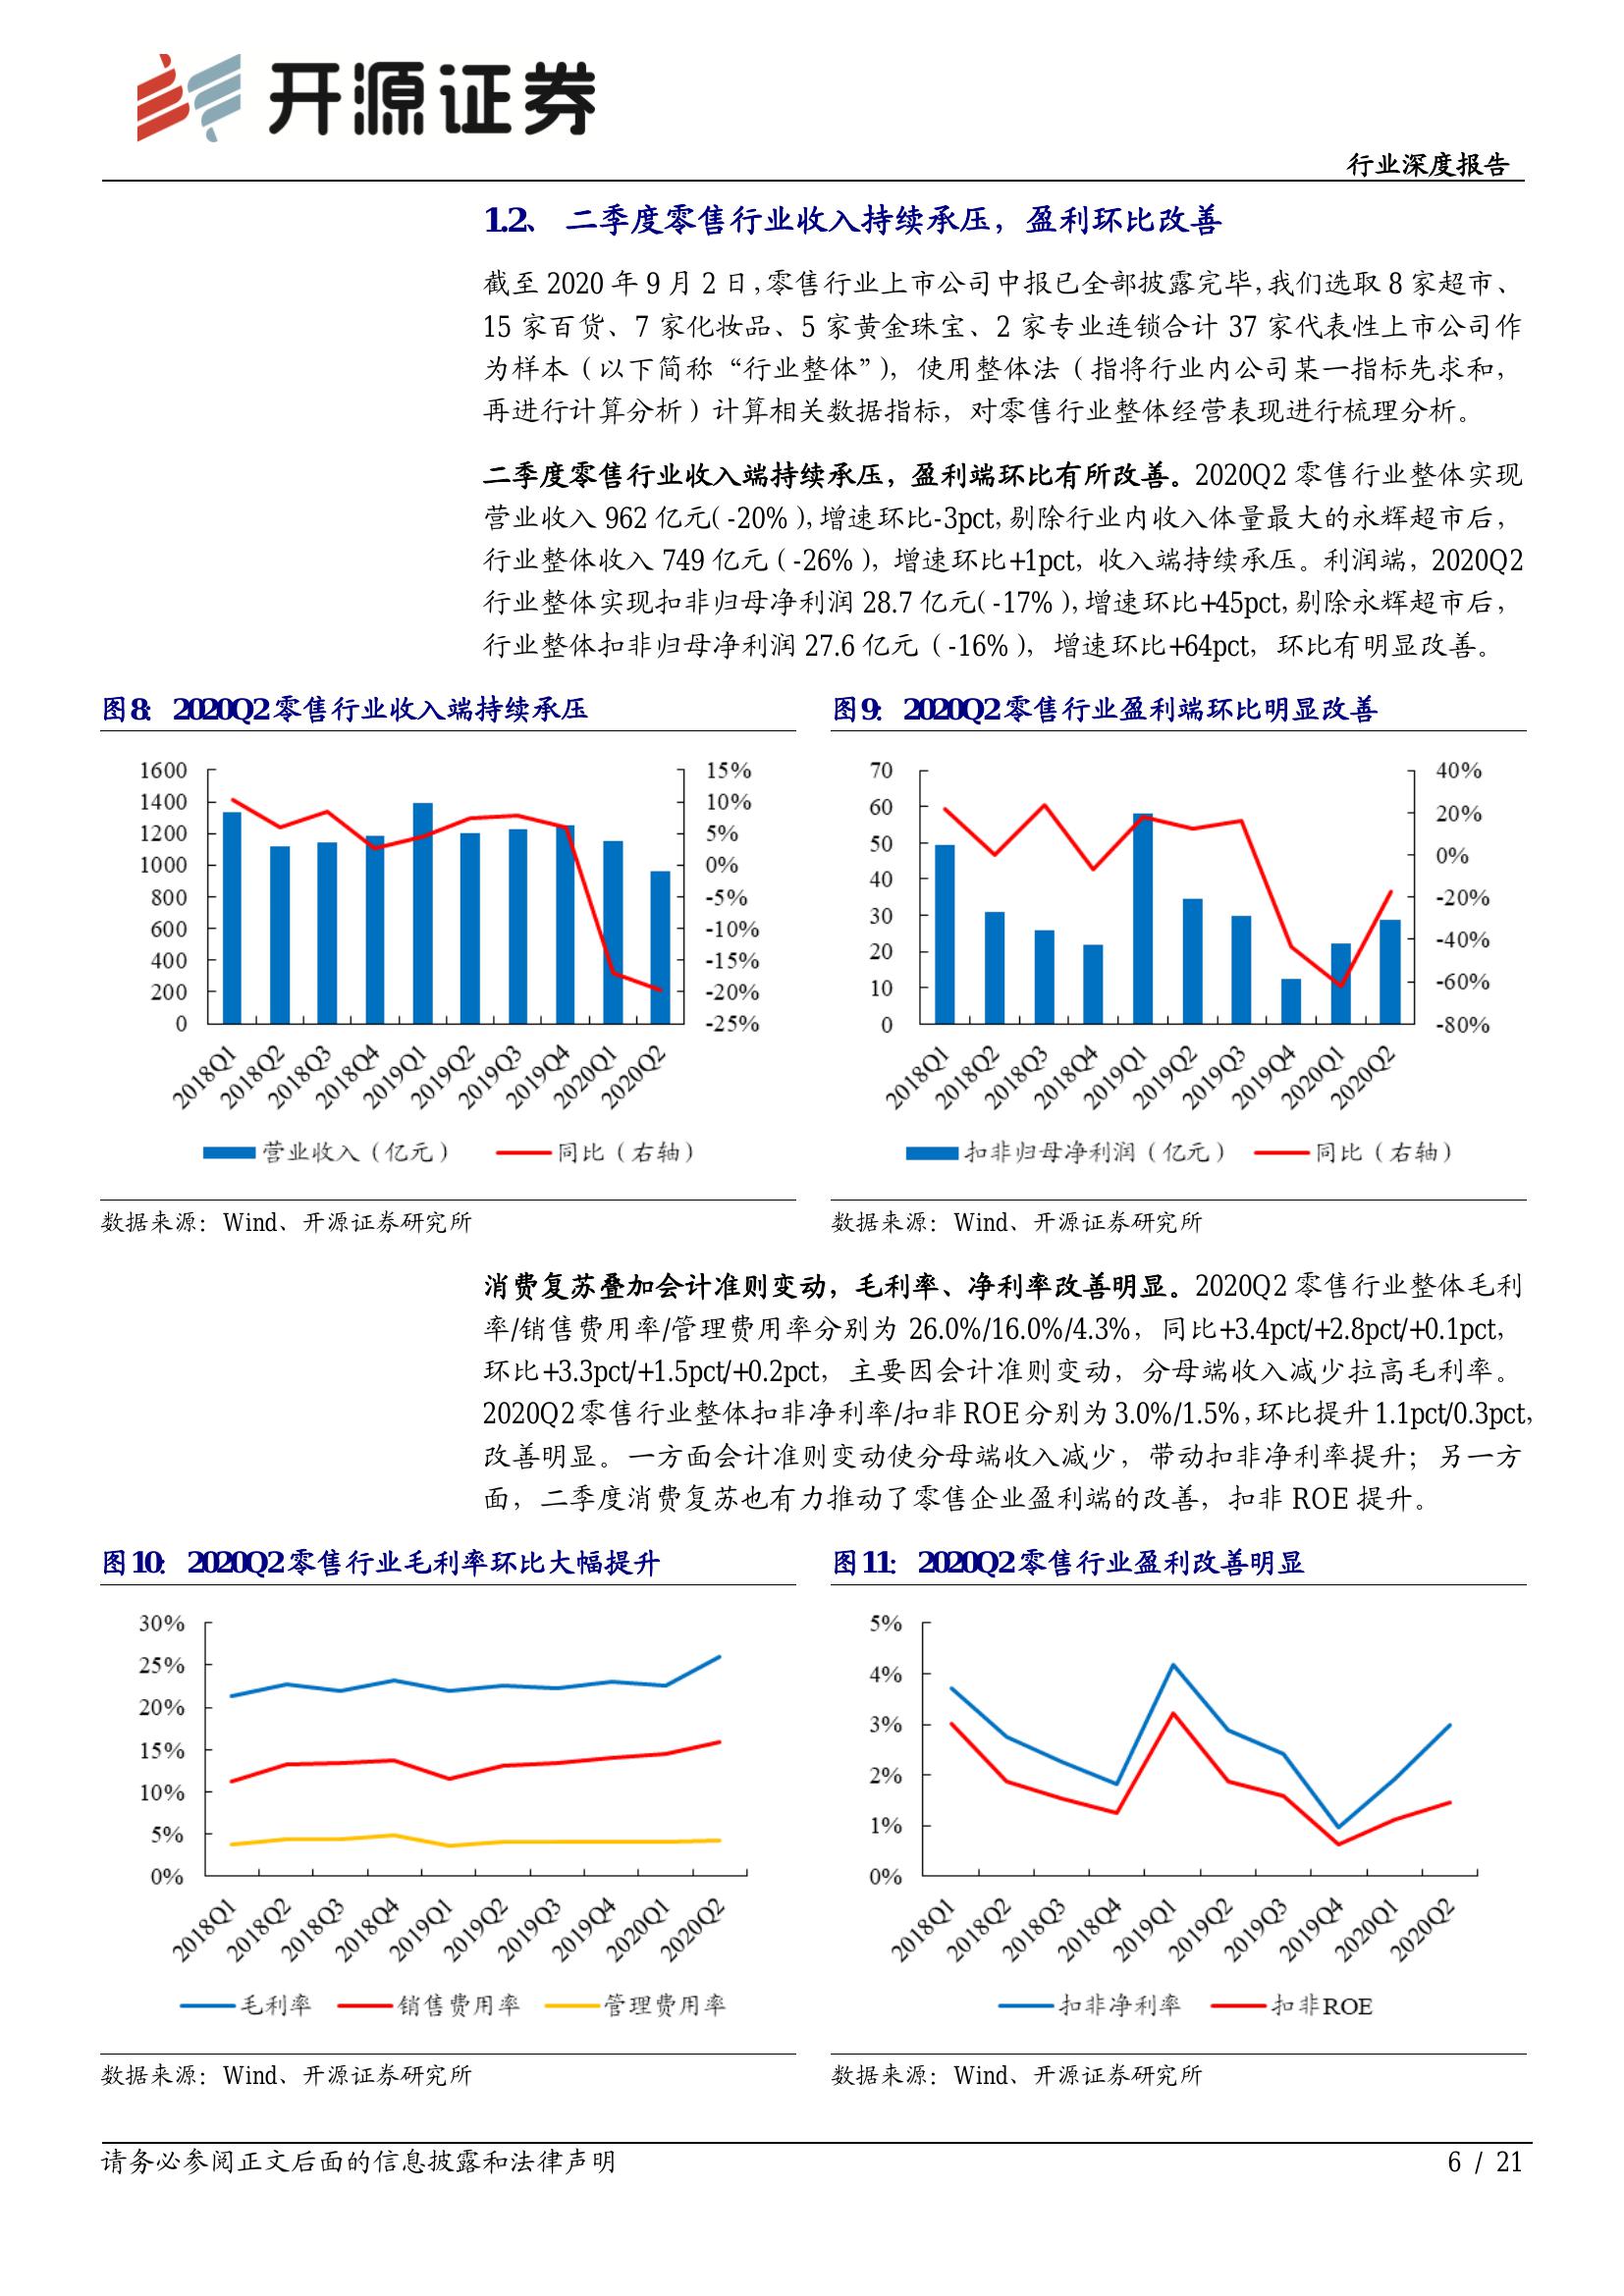 开源证券
行业深度报告
1.2、 二季度零售行业收入持续承压，盈利环比改善
截至 2020 年 9 月 2 日，零售行业上市公司中报已全部披露完毕，我们选取 8 家超市、
15 家百货、7 家化妆品、5 家黄金珠宝、2 家专业连锁合计 37 家代表性上市公司作
为样本（以下简称“行业整体”），使用整体法（指将行业内公司某一指标先求和，
再进行计算分析）计算相关数据指标，对零售行业整体经营表现进行梳理分析。
二季度零售行业收入端持续承压，盈利端环比有所改善。2020Q2 零售行业整体实现
营业收入 962 亿元（-20%），增速环比-3pct，剔除行业内收入体量最大的永辉超市后，
行业整体收入 749 亿元（-26%），增速环比+1pct，收入端持续承压。利润端，2020Q2
行业整体实现扣非归母净利润 28.7 亿元（-17%），增速环比+45pct，剔除永辉超市后，
行业整体扣非归母净利润 27.6 亿元（-16%），增速环比+64pct，环比有明显改善。
图8： 2020Q2零售行业收入端持续承压
1600
1400
1200
1000
800
600
400
200
0
15%
10%
5%
0%
-5%
-10%
-15%
-20%
-25%
2018Q1
2018Q2
2018Q3
2018Q4
2019Q1
2019Q2
2019Q3
2019Q4
2020Q1
2020Q2
营业收入（亿元） 同比（右轴）
数据来源：Wind、开源证券研究所
图9： 2020Q2零售行业盈利端环比明显改善
70
60
50
40
30
20
10
0
40%
20%
0%
-20%
-40%
-60%
-80%
2018Q1
2018Q2
2018Q3
2018Q4
2019Q1
2019Q2
2019Q3
2019Q4
2020Q1
2020Q2
扣非归母净利润（亿元） 同比（右轴）
数据来源：Wind、开源证券研究所
消费复苏叠加会计准则变动，毛利率、净利率改善明显。2020Q2 零售行业整体毛利
率/销售费用率/管理费用率分别为 26.0%/16.0%/4.3%，同比+3.4pct/+2.8pct/+0.1pct，
环比+3.3pct/+1.5pct/+0.2pct，主要因会计准则变动，分母端收入减少拉高毛利率。
2020Q2零售行业整体扣非净利率/扣非 ROE分别为3.0%/1.5%，环比提升1.1pct/0.3pct，
改善明显。一方面会计准则变动使分母端收入减少，带动扣非净利率提升；另一方
面，二季度消费复苏也有力推动了零售企业盈利端的改善，扣非 ROE 提升。
图10： 2020Q2零售行业毛利率环比大幅提升
30%
25%
20%
15%
10%
5%
0%
2018Q1
2018Q2
2018Q3
2018Q4
2019Q1
2019Q2
2019Q3
2019Q4
2020Q1
2020Q2
毛利率 销售费用率 管理费用率
数据来源：Wind、开源证券研究所
图11： 2020Q2零售行业盈利改善明显
5%
4%
3%
2%
1%
0%
2018Q1
2018Q2
2018Q3
2018Q4
2019Q1
2019Q2
2019Q3
2019Q4
2020Q1
2020Q2
扣非净利率 扣非ROE
数据来源：Wind、开源证券研究所
请务必参阅正文后面的信息披露和法律声明
6 / 21